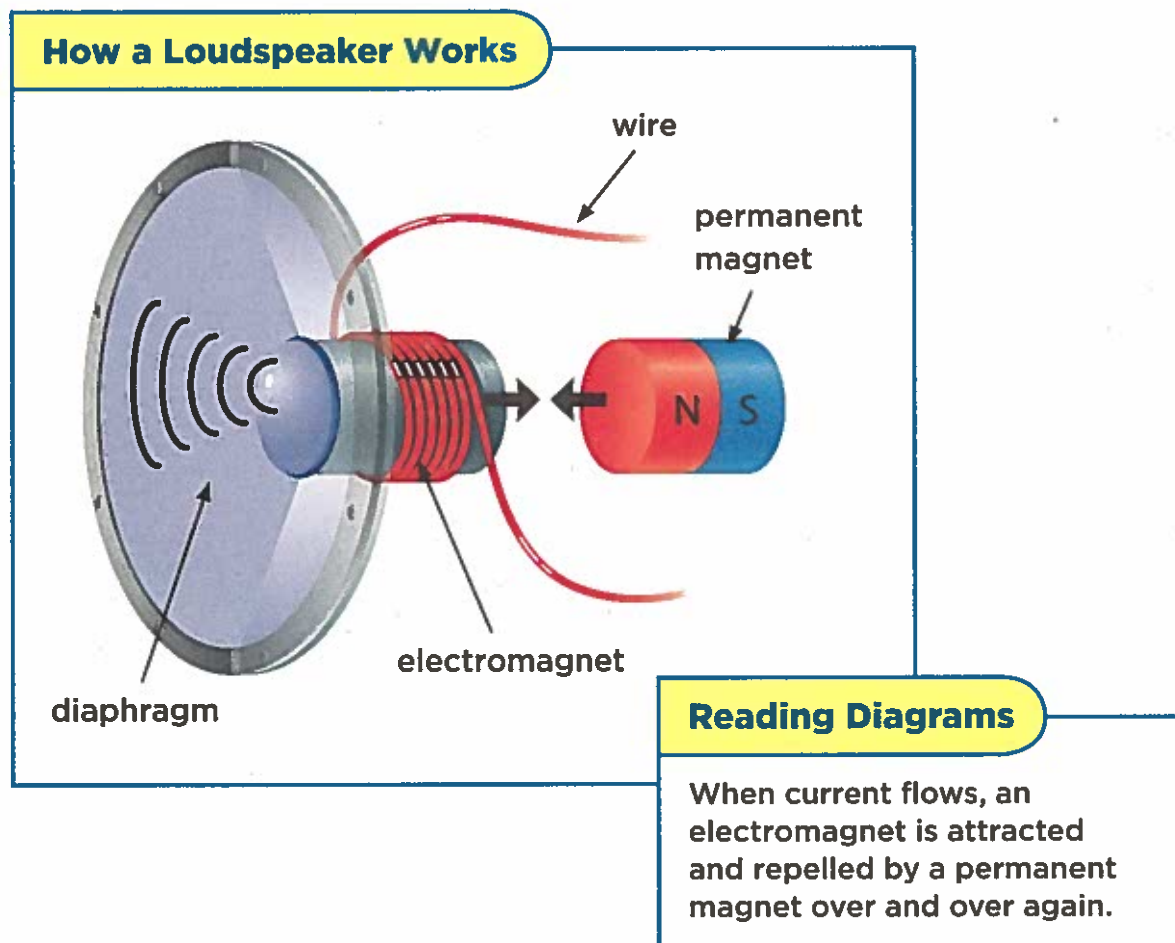 How a Loudspeaker Works
wire
permanent
magnet
N S
electromagnet
diaphragm
Reading Diagrams
When current flows, an
electromagnet is attracted
and repelled by a permanent
magnet over and over again.